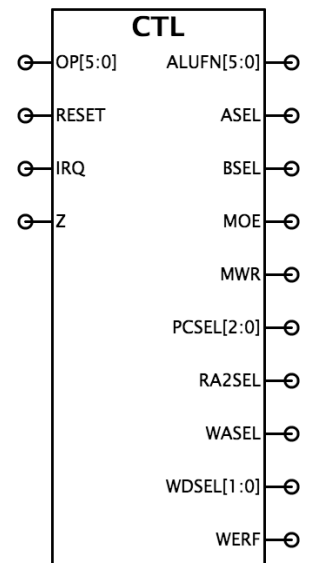 CTL
OP[5:0] ALUFN[5:0]
RESET ASEL
IRQ BSEL
Z MOE
MWR
PCSEL[2:0]
RA2SEL
WASEL
WDSEL[1:0]
WERF